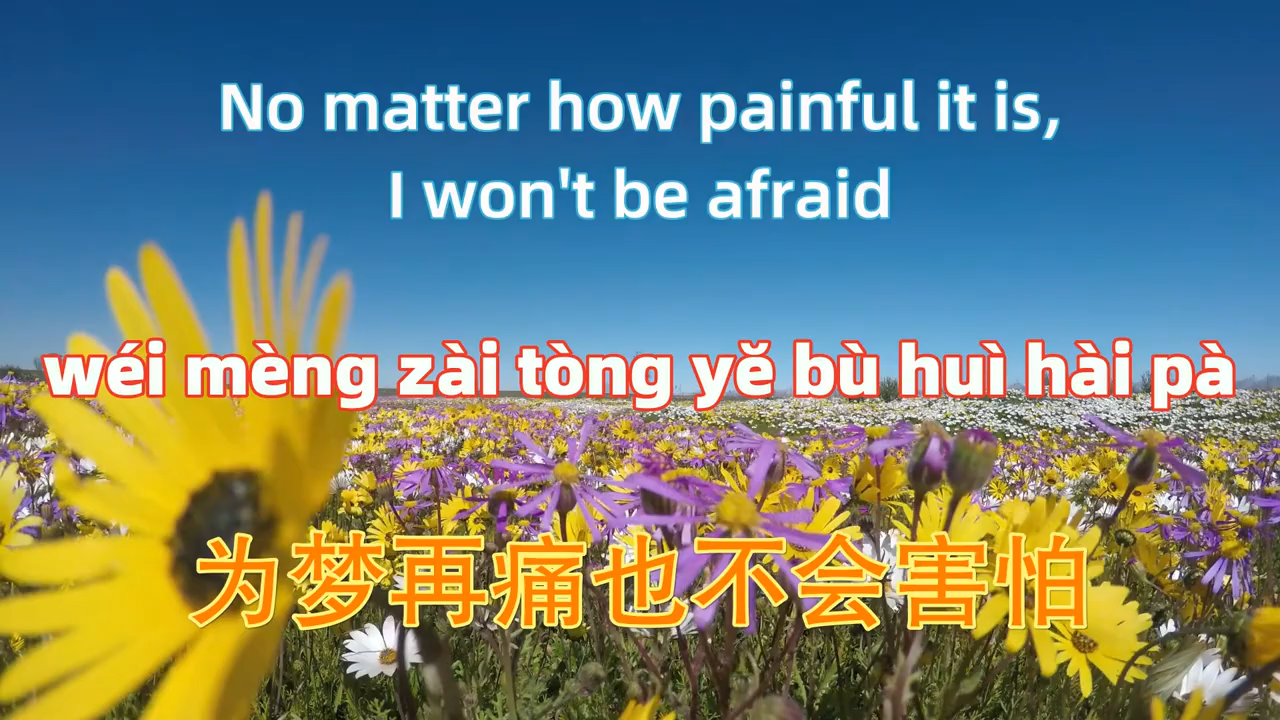 No matter how painful it is,
I won't be afraid
wéi mèng zài tòng yĕ bù huì hài pà
为梦再痛也不会害怕